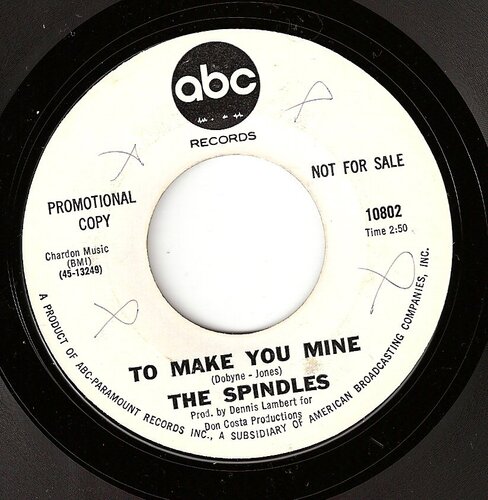 abc
RECORDS
PROMOTIONAL
COPY
NOT FOR SALE
Chardon Music
(BMI)
(45-13249)
10802
Time 2:50
TO MAKE YOU MINE
(Dobyne - Jones)
THE SPINDLES
Prod. by Dennis Lambert for
Don Costa Productions
A PRODUCT OF ABC-PARAMOUNT RECORDS INC., A SUBSIDIARY OF AMERICAN BROADCASTING COMPANIES, INC.